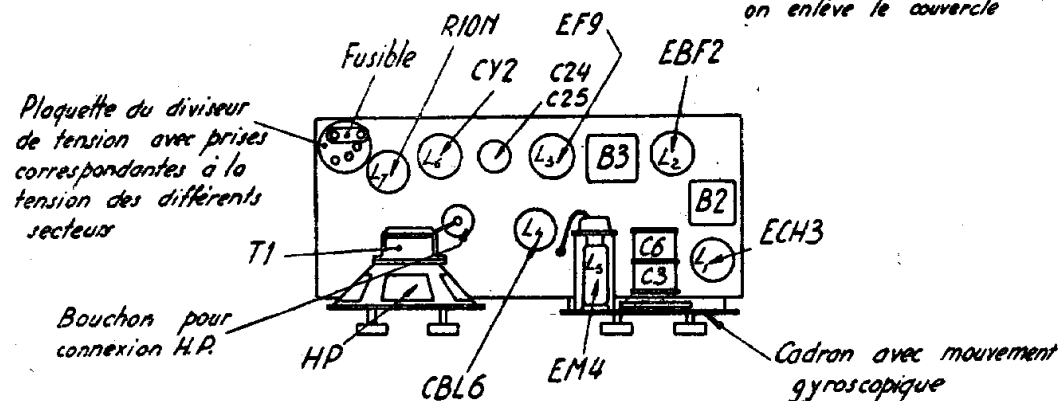 on enlève le couvercle
R10N
EF9
Fusible
CY2
C24
C25
EBF2
Plaquette du diviseur
de tension avec prises
correspondantes à la
tension des différents
secteurs
L7
L6
L3
B3
L2
B2
T1
L4
L5
C6
C3
L1
ECH3
Bouchon pour
connexion H.P.
HP
CBL6
EM4
Cadran avec mouvement
gyroscopique